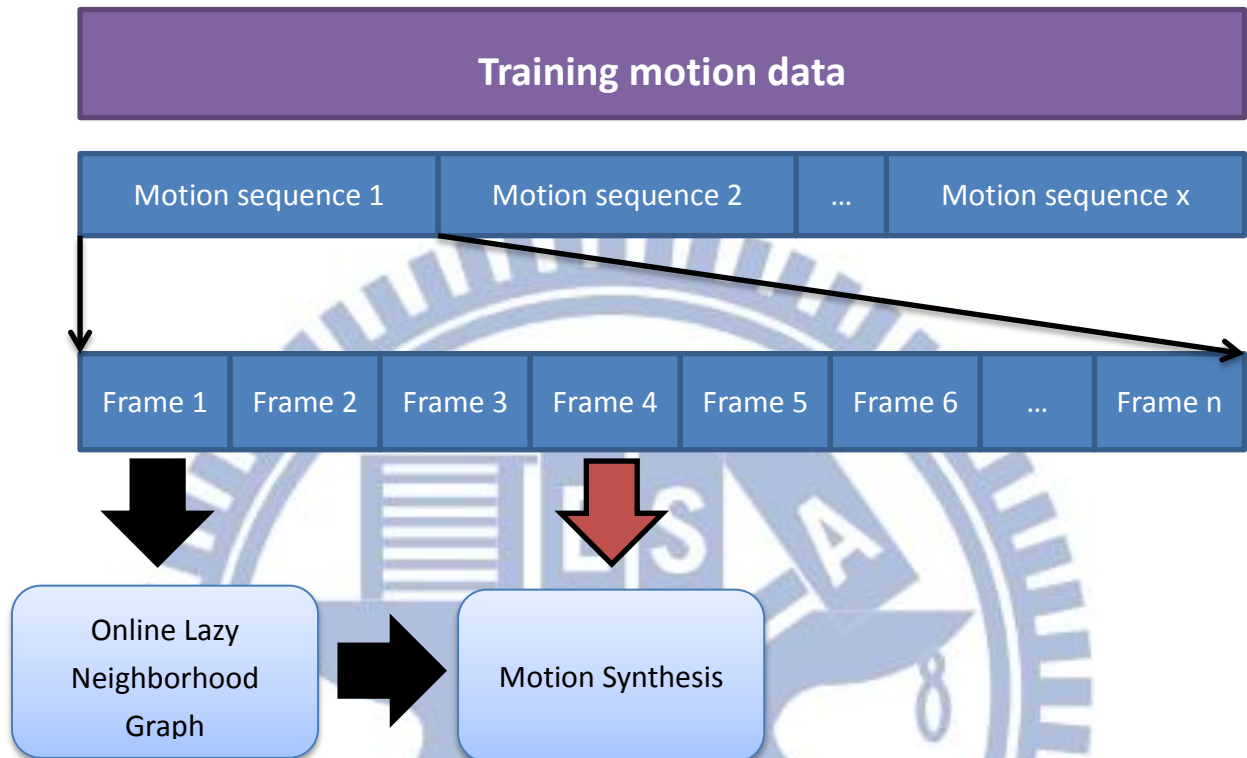 Training motion data
Motion sequence 1
Motion sequence 2
...
Motion sequence x
Frame 1
Frame 2
Frame 3
Frame 4
Frame 5
Frame 6
...
Frame n
E S A
Online Lazy
Neighborhood
Graph
Motion Synthesis
8